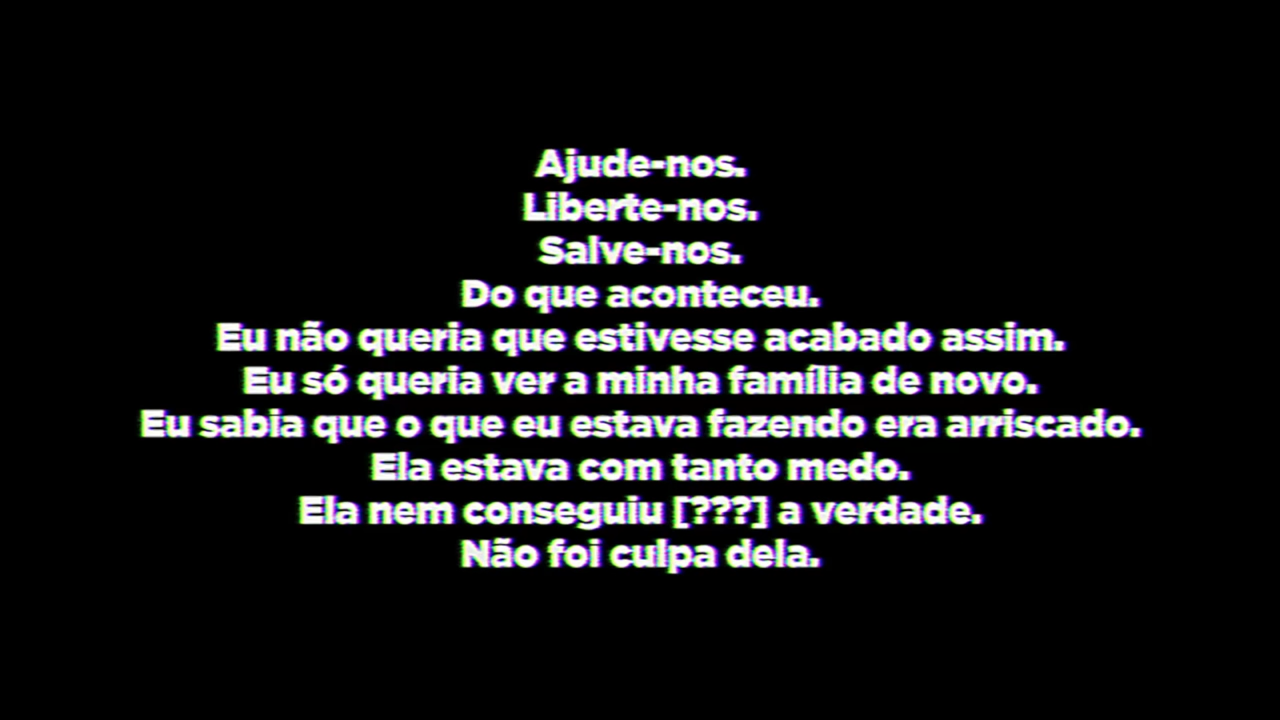 Ajude-nos.
Liberte-nos.
Salve-nos.
Do que aconteceu.
Eu não queria que estivesse acabado assim.
Eu só queria ver a minha família de novo.
Eu sabia que o que eu estava fazendo era arriscado.
Ela estava com tanto medo.
Ela nem conseguiu [???] a verdade.
Não foi culpa dela.